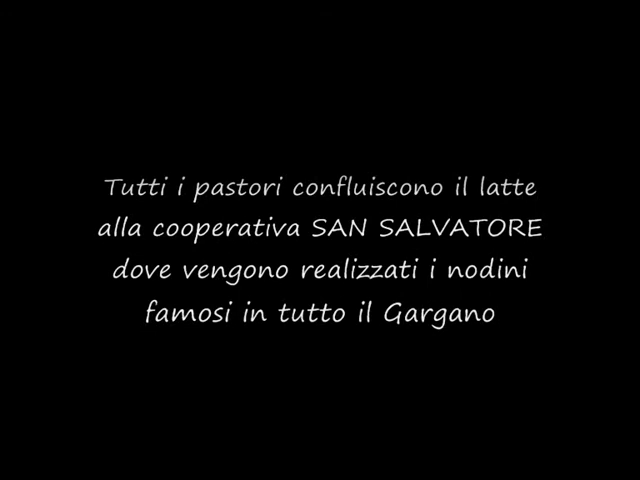 Tutti i pastori confluiscono il latte
alla cooperativa SAN SALVATORE
dove vengono realizzati i nodini
famosi in tutto il Gargano